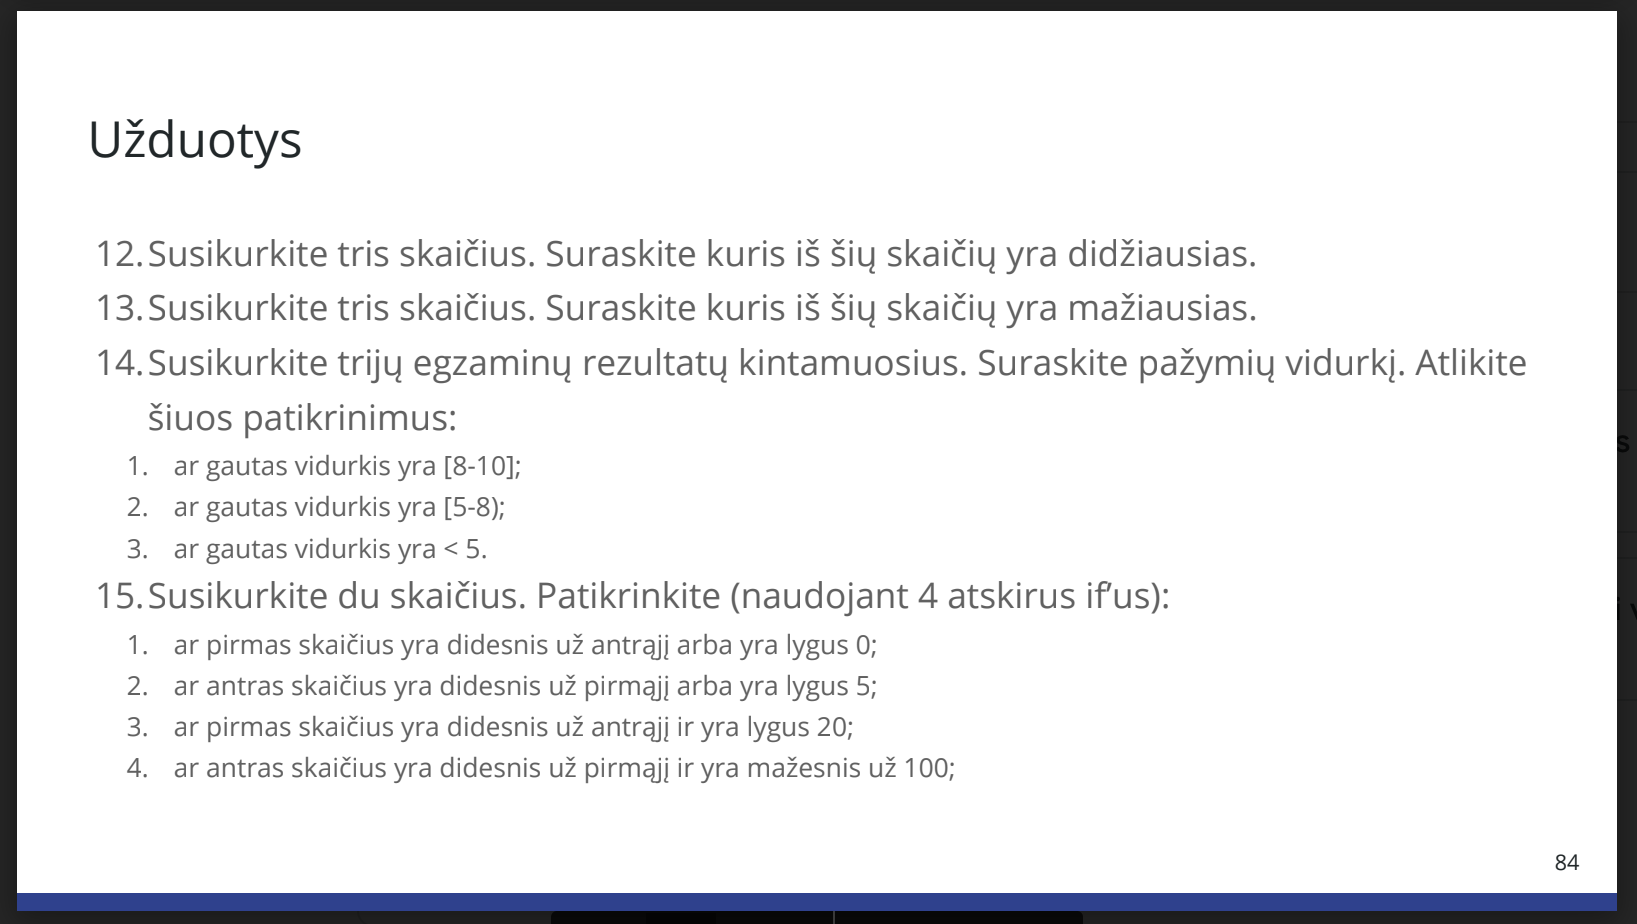 Užduotys
12. Susikurkite tris skaičius. Suraskite kuris iš šių skaičių yra didžiausias.
13. Susikurkite tris skaičius. Suraskite kuris iš šių skaičių yra mažiausias.
14. Susikurkite trijų egzaminų rezultatų kintamuosius. Suraskite pažymių vidurkį. Atlikite
šiuos patikrinimus:
1. ar gautas vidurkis yra [8-10];
2. ar gautas vidurkis yra [5-8);
3. ar gautas vidurkis yra < 5.
15. Susikurkite du skaičius. Patikrinkite (naudojant 4 atskirus if’us):
1. ar pirmas skaičius yra didesnis už antrąjį arba yra lygus 0;
2. ar antras skaičius yra didesnis už pirmąjį arba yra lygus 5;
3. ar pirmas skaičius yra didesnis už antrąjį ir yra lygus 20;
4. ar antras skaičius yra didesnis už pirmąjį ir yra mažesnis už 100;
84